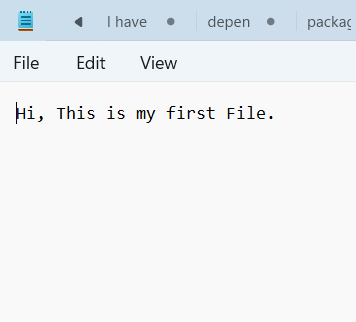 I have depen packag
File Edit View
Hi, This is my first File.